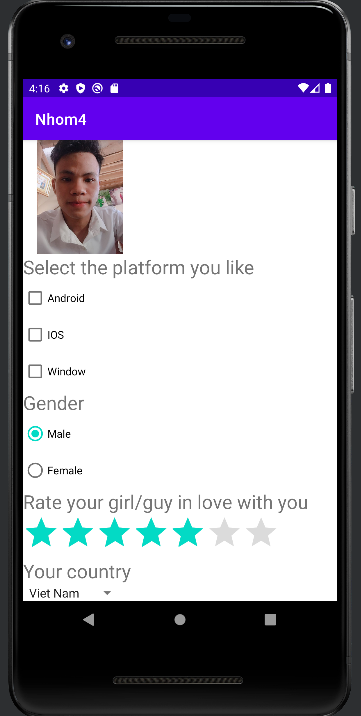 4:16
Nhom4
Select the platform you like
Android
IOS
Window
Gender
Male
Female
Rate your girl/guy in love with you
Your country
Viet Nam